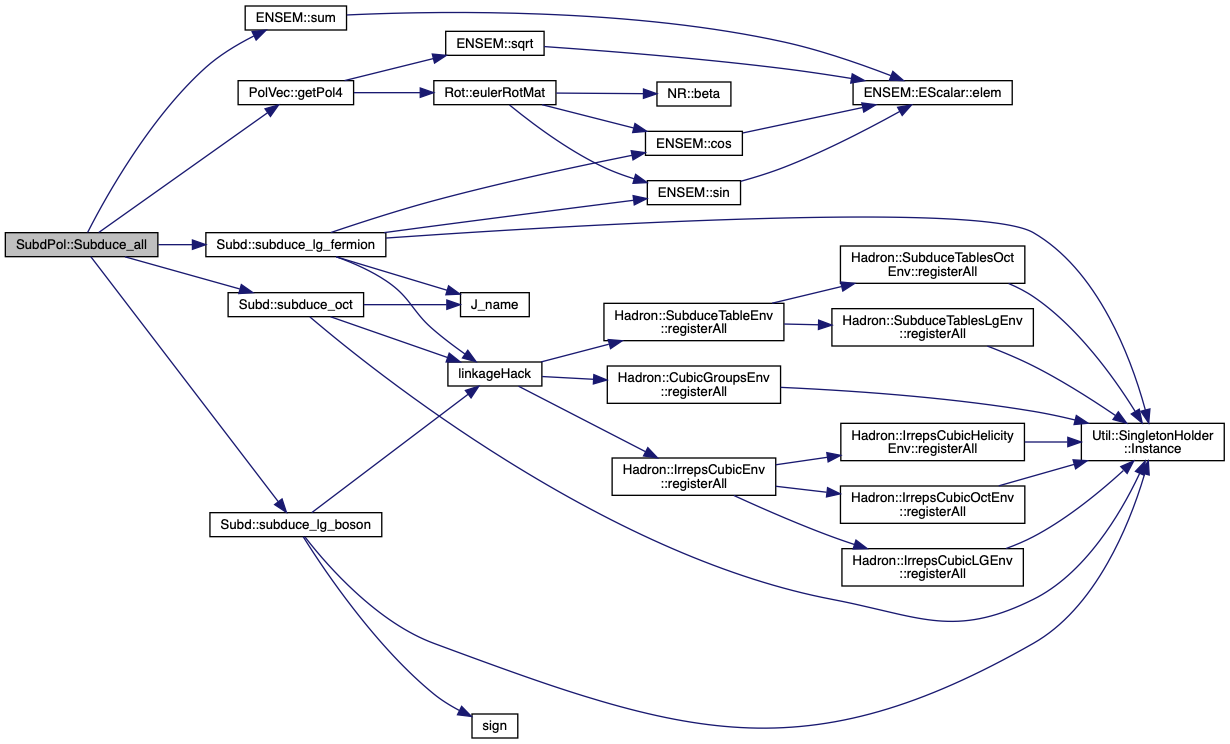 ENSEM::sum
ENSEM::sqrt
PolVec::getPol4
Rot::eulerRotMat
NR::beta
ENSEM::EScalar::elem
ENSEM::cos
ENSEM::sin
SubdPol::Subduce_all
Subd::subduce_lg_fermion
Hadron::SubduceTablesOct
Env::registerAll
Subd::subduce_oct
J_name
Hadron::SubduceTableEnv
::registerAll
Hadron::SubduceTablesLgEnv
::registerAll
linkageHack
Hadron::CubicGroupsEnv
::registerAll
Hadron::IrrepsCubicHelicity
Env::registerAll
Util::SingletonHolder
::Instance
Hadron::IrrepsCubicEnv
::registerAll
Hadron::IrrepsCubicOctEnv
::registerAll
Subd::subduce_lg_boson
Hadron::IrrepsCubicLGEnv
::registerAll
sign